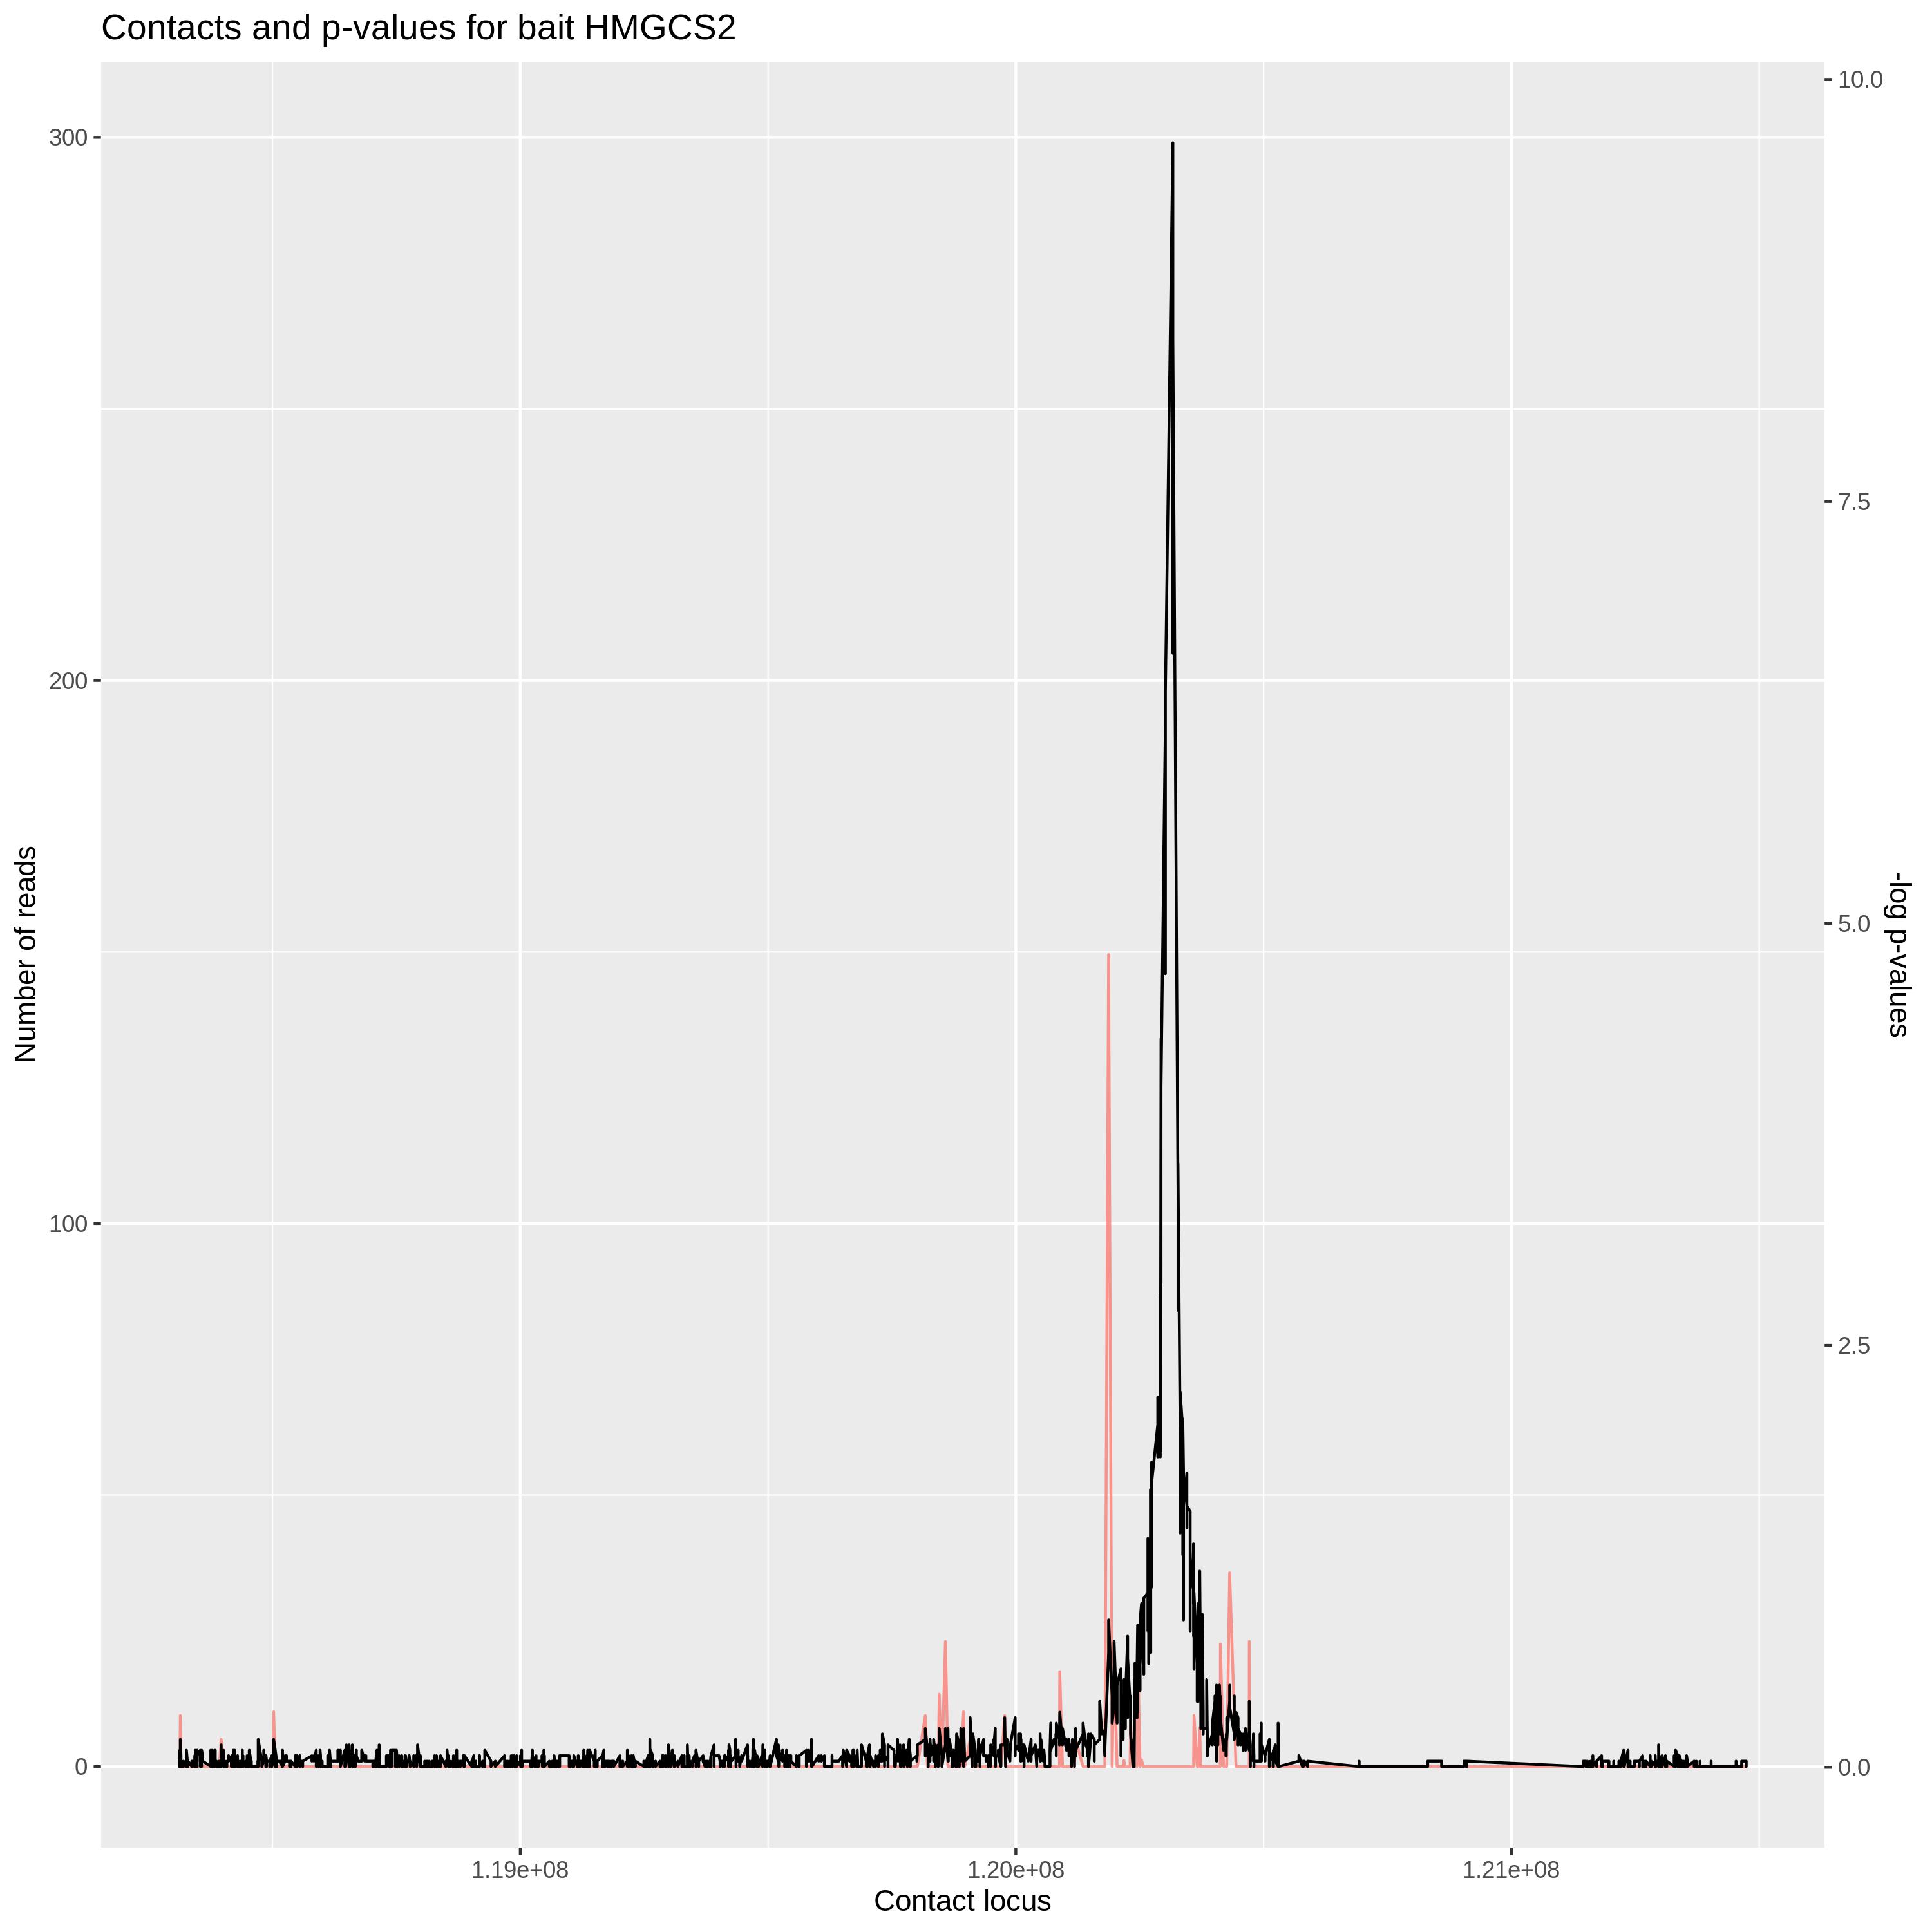 Contacts and p-values for bait HMGCS2
300
200
100
0
Number of reads
10.0
7.5
5.0
2.5
0.0
-log p-values
1.19e+08
1.20e+08
1.21e+08
Contact locus